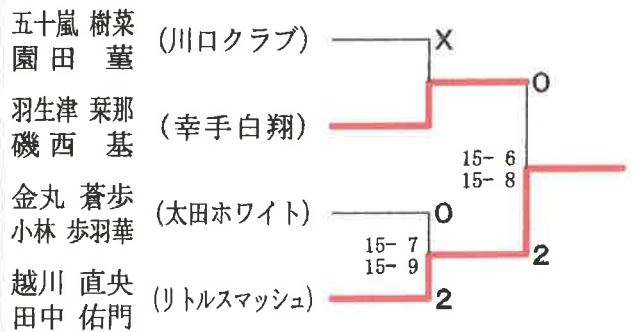 五十嵐 樹菜
園田 菫 (川口クラブ) X
0
羽生津 栞那
磯西 基 (幸手白翔)
15- 6
15- 8
金丸 蒼歩
小林 歩羽華 (太田ホワイト) 0
15- 7
15- 9
2
越川 直央
田中 佑門 (リトルスマッシュ) 2